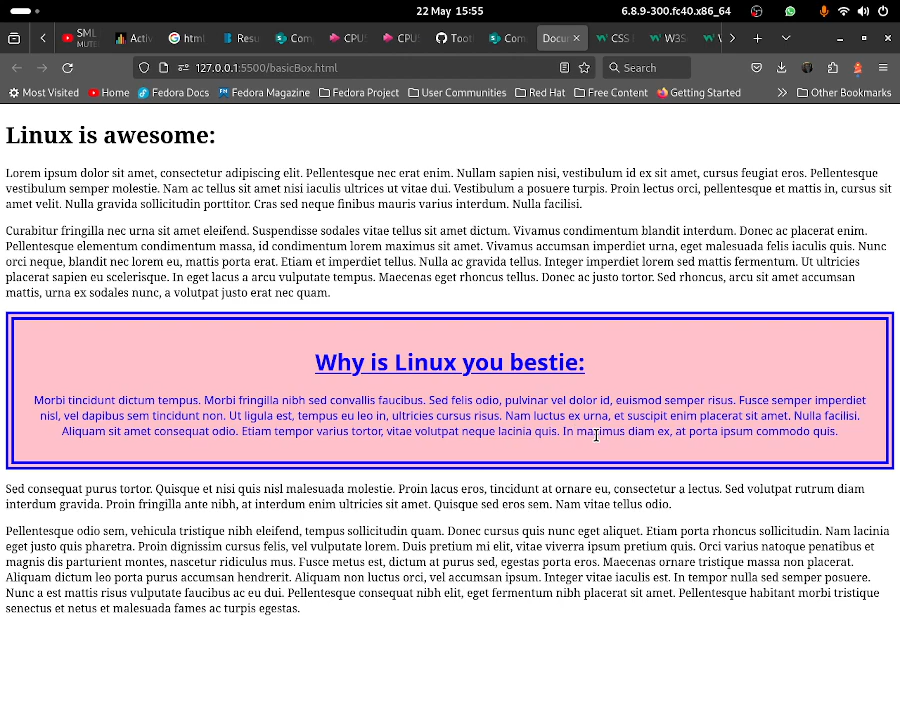 22 May 15:55
6.8.9-300.fc40.x86_64
SML
MUTED
Activ
html
Resu
Com
CPU
CPU
Toot
Com
Docu
CSS
W3S
127.0.0.1:5500/basicBox.html
Search
Most Visited
Home
Fedora Docs
Fedora Magazine
Fedora Project
User Communities
Red Hat
Free Content
Getting Started
Other Bookmarks
Linux is awesome:
Lorem ipsum dolor sit amet, consectetur adipiscing elit. Pellentesque nec erat enim. Nullam sapien nisi, vestibulum id ex sit amet, cursus feugiat eros. Pellentesque
vestibulum semper molestie. Nam ac tellus sit amet nisi iaculis ultrices ut vitae dui. Vestibulum a posuere turpis. Proin lectus orci, pellentesque et mattis in, cursus sit
amet velit. Nulla gravida sollicitudin porttitor. Cras sed neque finibus mauris varius interdum. Nulla facilisi.
Curabitur fringilla nec urna sit amet eleifend. Suspendisse sodales vitae tellus sit amet dictum. Vivamus condimentum blandit interdum. Donec ac placerat enim.
Pellentesque elementum condimentum massa, id condimentum lorem maximus sit amet. Vivamus accumsan imperdiet urna, eget malesuada felis iaculis quis. Nunc
orci neque, blandit nec lorem eu, mattis porta erat. Etiam et imperdiet tellus. Nulla ac gravida tellus. Integer imperdiet lorem sed mattis fermentum. Ut ultricies
placerat sapien eu scelerisque. In eget lacus a arcu vulputate tempus. Maecenas eget rhoncus tellus. Donec ac justo tortor. Sed rhoncus, arcu sit amet accumsan
mattis, urna ex sodales nunc, a volutpat justo erat nec quam.
Why is Linux you bestie:
Morbi tincidunt dictum tempus. Morbi fringilla nibh sed convallis faucibus. Sed felis odio, pulvinar vel dolor id, euismod semper risus. Fusce semper imperdiet
nisl, vel dapibus sem tincidunt non. Ut ligula est, tempus eu leo in, ultricies cursus risus. Nam luctus ex urna, et suscipit enim placerat sit amet. Nulla facilisi.
Aliquam sit amet consequat odio. Etiam tempor varius tortor, vitae volutpat neque lacinia quis. In maximus diam ex, at porta ipsum commodo quis.
Sed consequat purus tortor. Quisque et nisi quis nisl malesuada molestie. Proin lacus eros, tincidunt at ornare eu, consectetur a lectus. Sed volutpat rutrum diam
interdum gravida. Proin fringilla ante nibh, at interdum enim ultricies sit amet. Quisque sed eros sem. Nam vitae tellus odio.
Pellentesque odio sem, vehicula tristique nibh eleifend, tempus sollicitudin quam. Donec cursus quis nunc eget aliquet. Etiam porta rhoncus sollicitudin. Nam lacinia
eget justo quis pharetra. Proin dignissim cursus felis, vel vulputate lorem. Duis pretium mi elit, vitae viverra ipsum pretium quis. Orci varius natoque penatibus et
magnis dis parturient montes, nascetur ridiculus mus. Fusce metus est, dictum at purus sed, egestas porta eros. Maecenas ornare tristique massa non placerat.
Aliquam dictum leo porta purus accumsan hendrerit. Aliquam non luctus orci, vel accumsan ipsum. Integer vitae iaculis est. In tempor nulla sed semper posuere.
Nunc a est mattis risus vulputate faucibus ac eu dui. Pellentesque consequat nibh elit, eget fermentum nibh placerat sit amet. Pellentesque habitant morbi tristique
senectus et netus et malesuada fames ac turpis egestas.